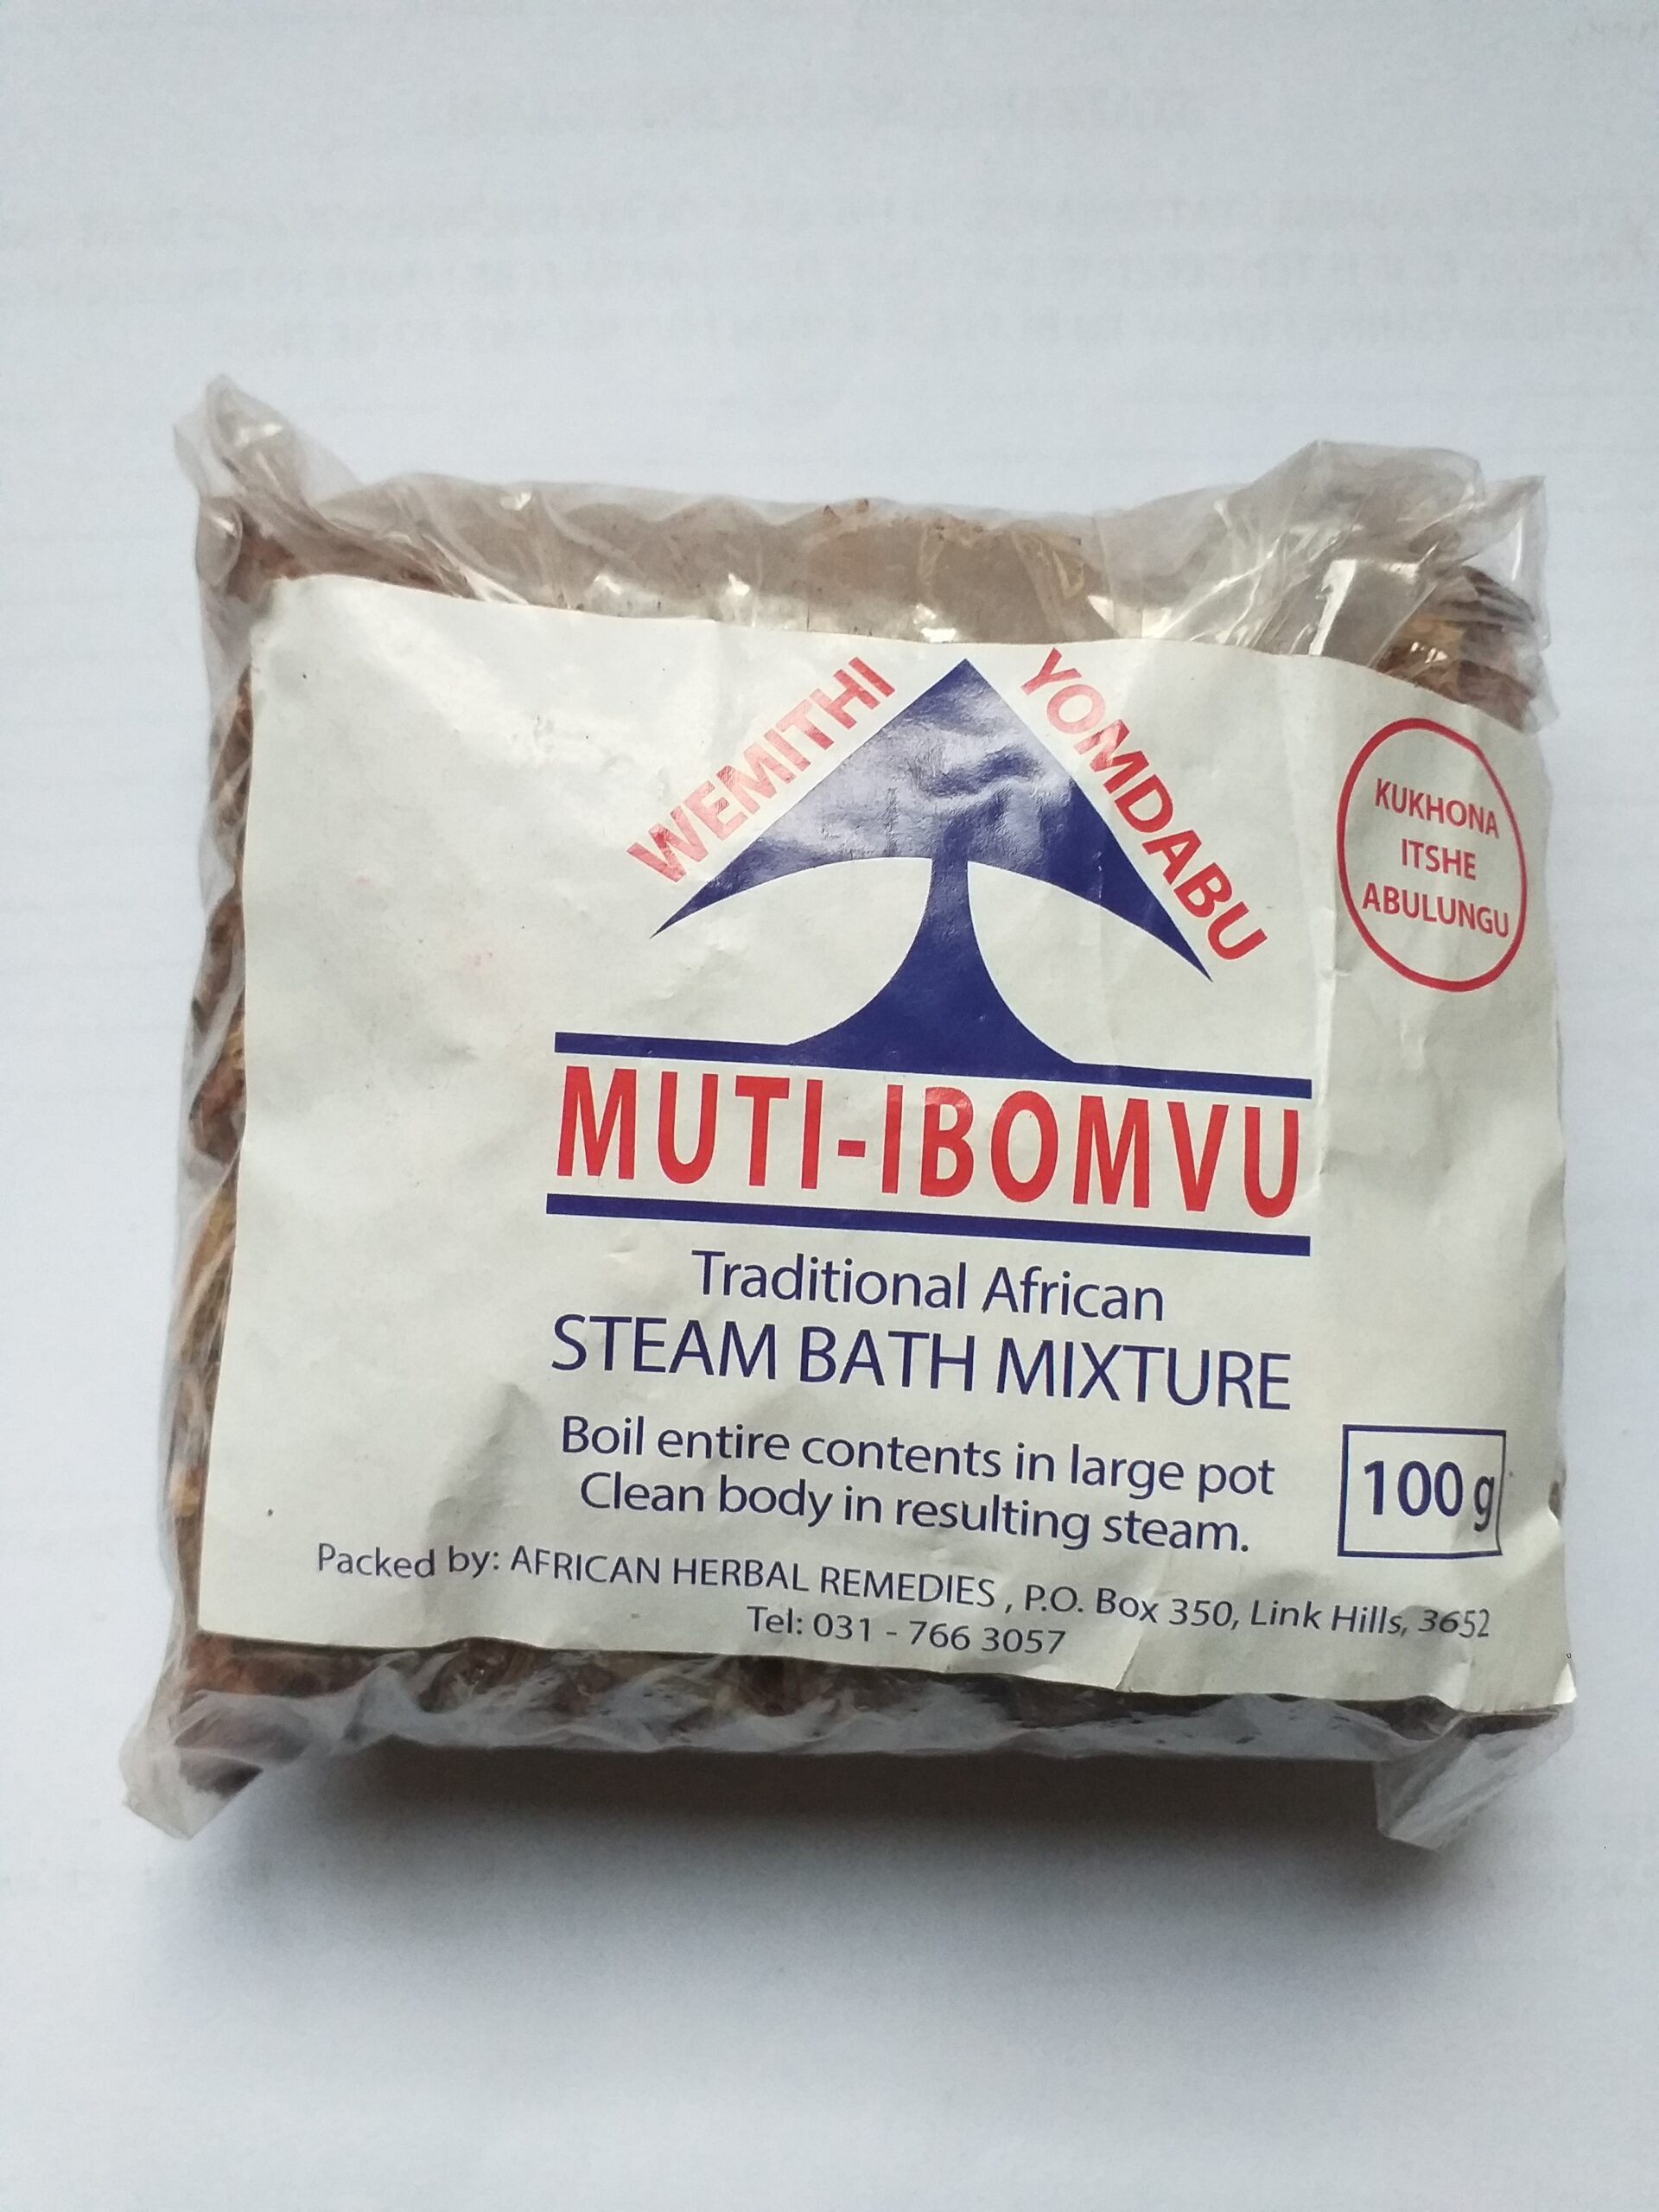 WEMITHI YOMDABU
KUKHONA
ITSHE
ABULUNGU
MUTI-IBOMVU
Traditional African
STEAM BATH MIXTURE
Boil entire contents in large pot
Clean body in resulting steam.
100g
Packed by: AFRICAN HERBAL REMEDIES , P.O. Box 350, Link Hills, 3652
Tel: 031 - 766 3057